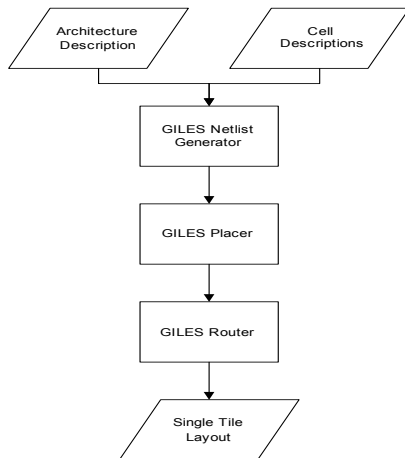 Architecture
Description
Cell
Descriptions
GILES Netlist
Generator
GILES Placer
GILES Router
Single Tile
Layout